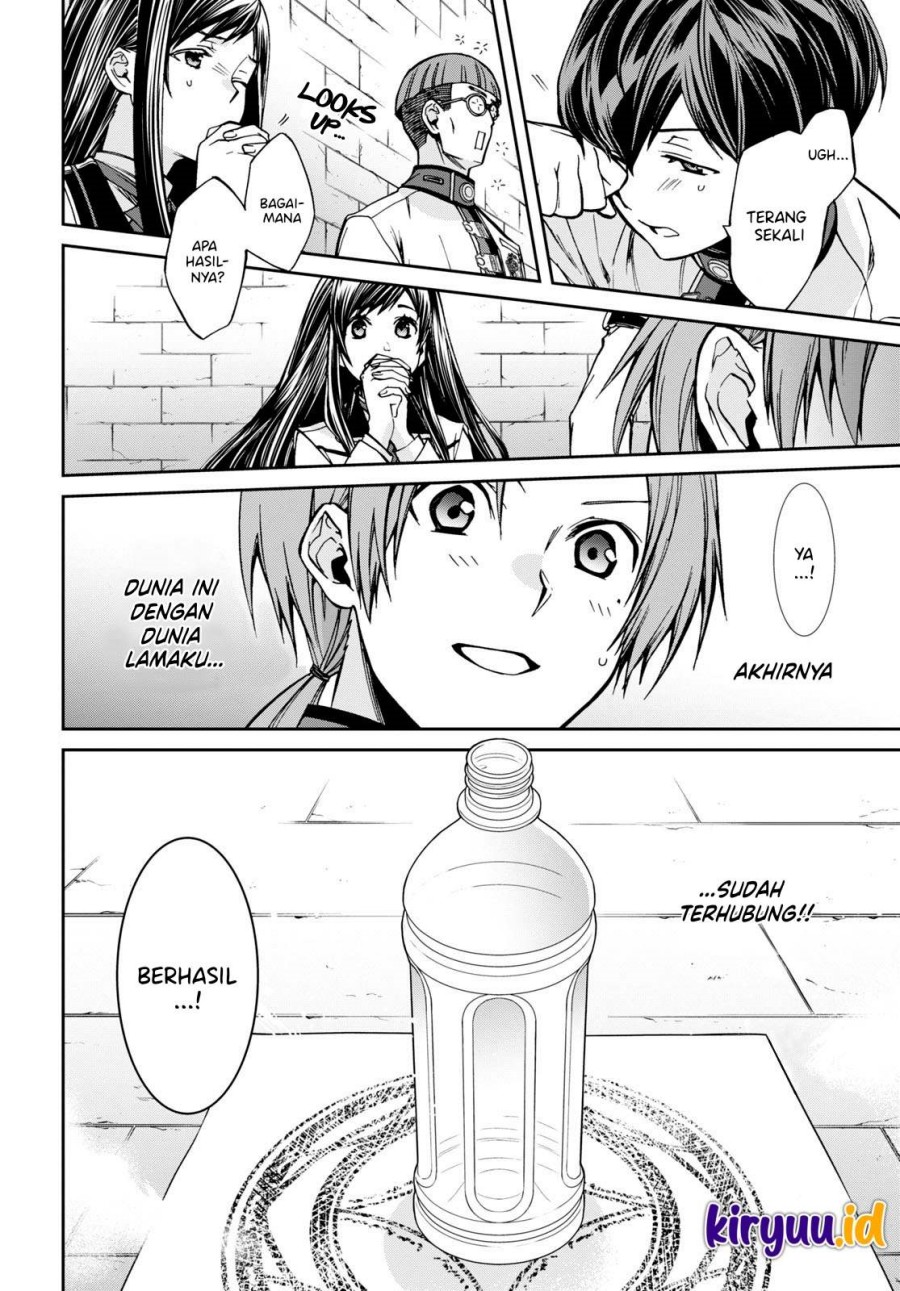 UGH...
TERANG
SEKALI
LOOKS
UP...
BAGAI-
MANA
APA
HASIL-
NYA?
YA
...!
AKHIRNYA
DUNIA INI
DENGAN
DUNIA
LAMAKU...
...SUDAH
TERHUBUNG!!
BERHASIL
...!
kiryuu.id